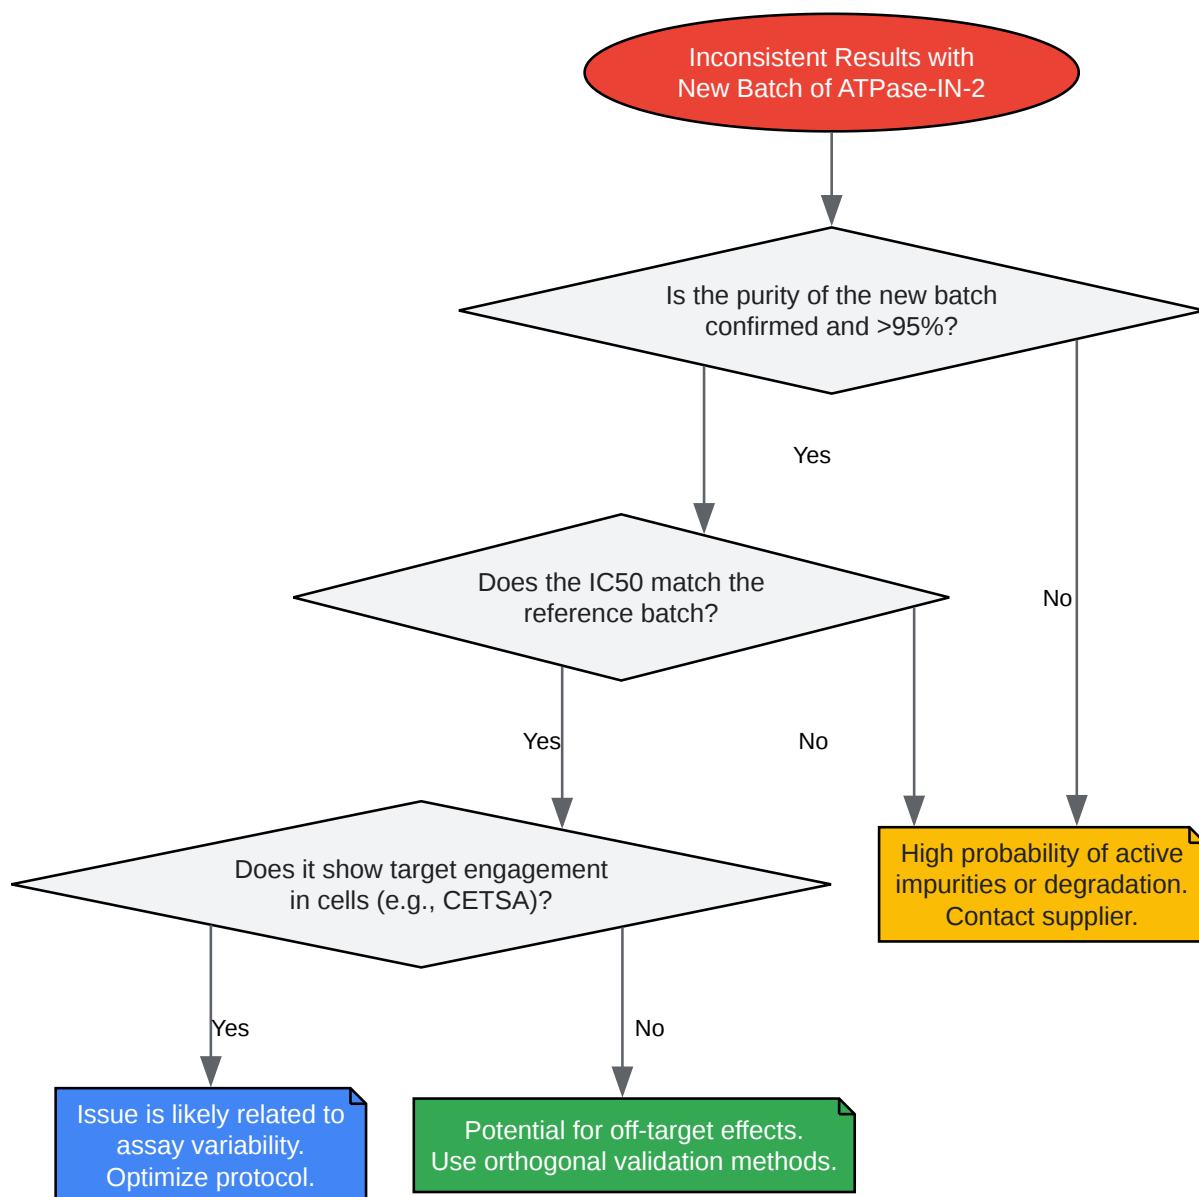 Inconsistent Results with
New Batch of ATPase-IN-2
Is the purity of the new batch
confirmed and >95%?
Yes
Does the IC50 match the
reference batch?
No
Yes
No
Does it show target engagement
in cells (e.g., CETSA)?
High probability of active
impurities or degradation.
Contact supplier.
Yes
No
Issue is likely related to
assay variability.
Optimize protocol.
Potential for off-target effects.
Use orthogonal validation methods.